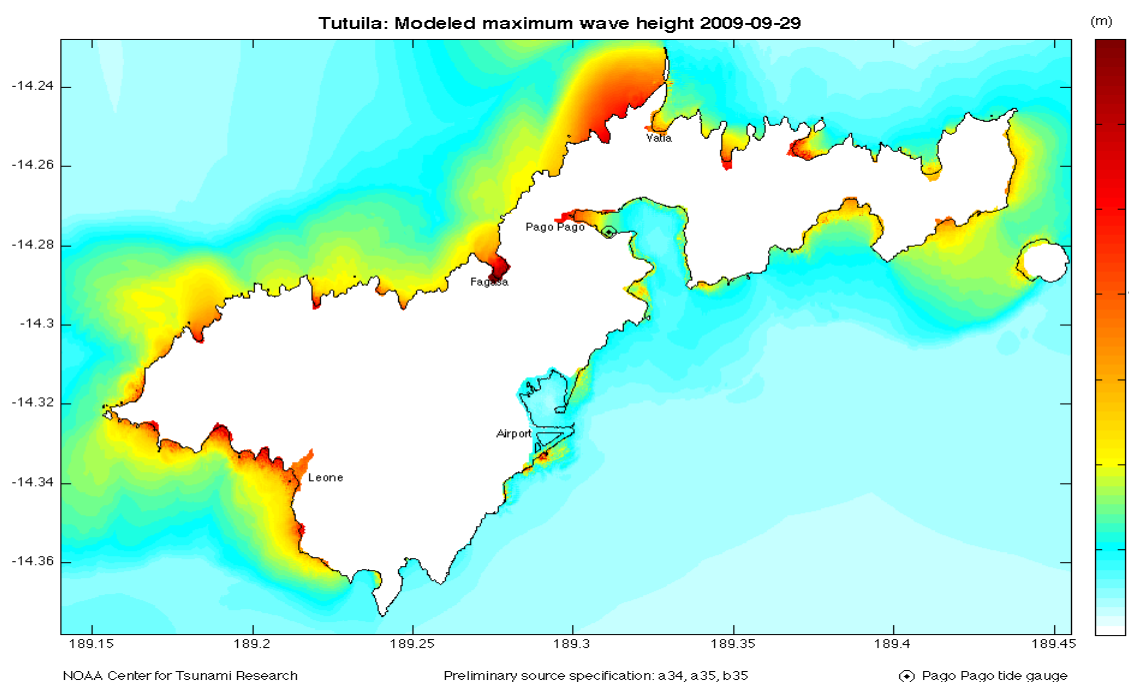 Tutuila: Modeled maximum wave height 2009-09-29
(m)
-14.24
Vatia
-14.26
Pago Pago
-14.28
Fagasa
-14.3
-14.32
Airport
Leone
-14.34
-14.36
189.15 189.2 189.25 189.3 189.35 189.4 189.45
NOAA Center for Tsunami Research Preliminary source specification: a34, a35, b35 Pago Pago tide gauge